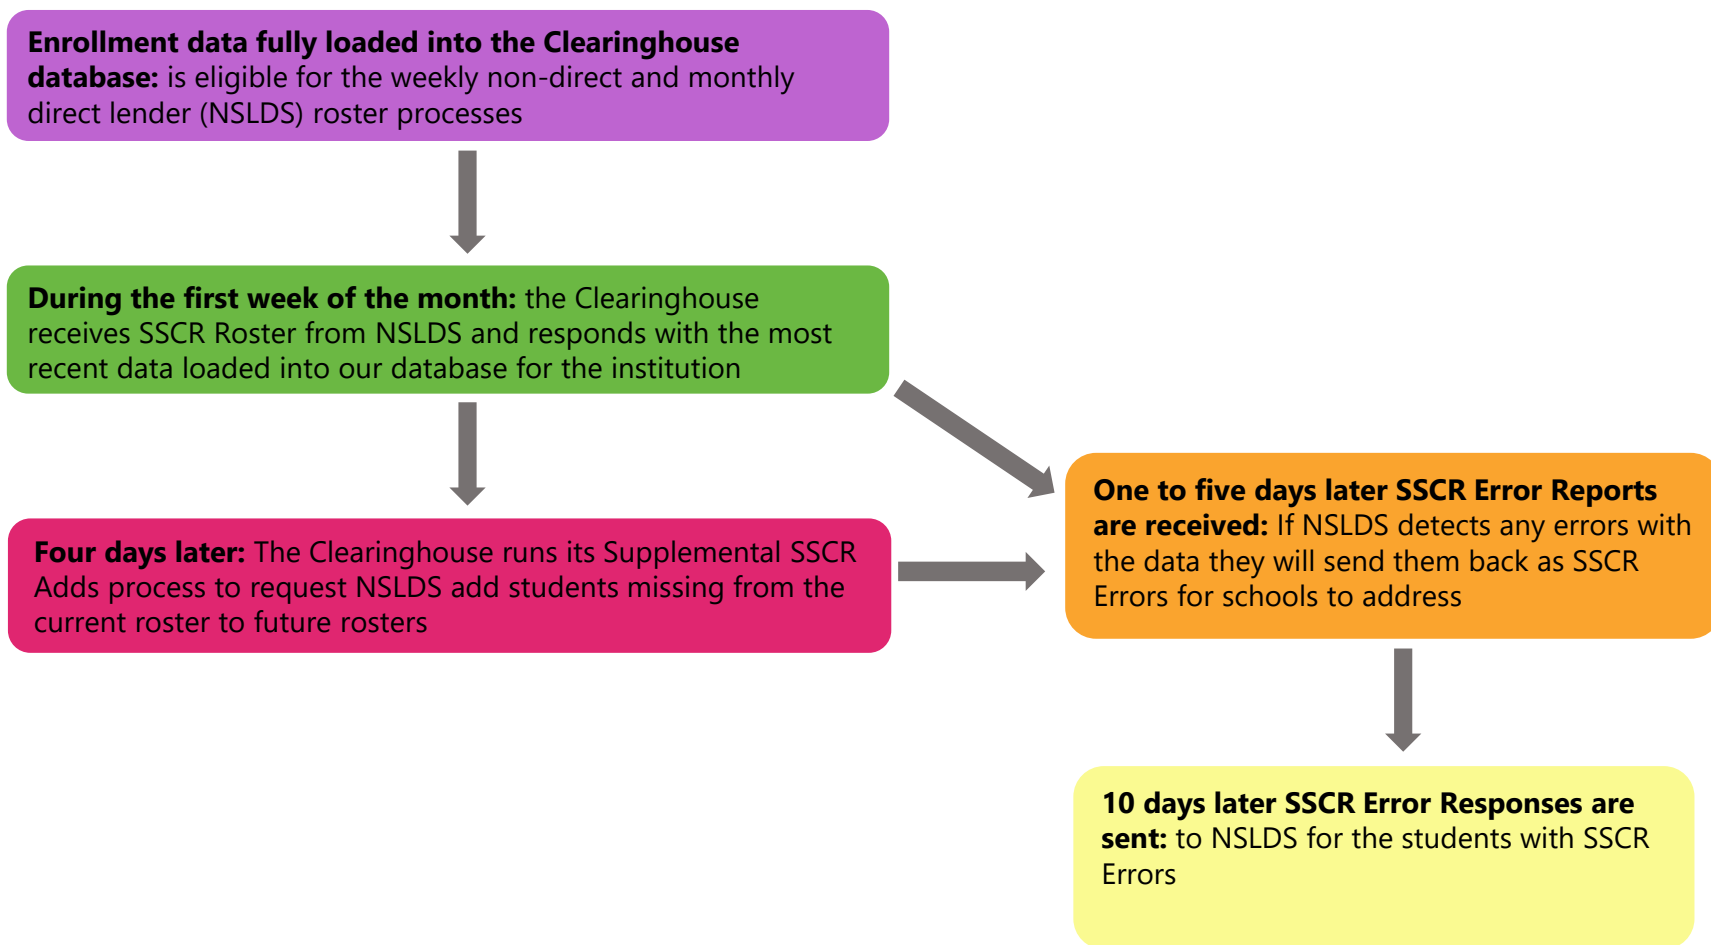 Enrollment data fully loaded into the Clearinghouse
database: is eligible for the weekly non-direct and monthly
direct lender (NSLDS) roster processes
During the first week of the month: the Clearinghouse
receives SSCR Roster from NSLDS and responds with the most
recent data loaded into our database for the institution
Four days later: The Clearinghouse runs its Supplemental SSCR
Adds process to request NSLDS add students missing from the
current roster to future rosters
One to five days later SSCR Error Reports
are received: If NSLDS detects any errors with
the data they will send them back as SSCR
Errors for schools to address
10 days later SSCR Error Responses are
sent: to NSLDS for the students with SSCR
Errors